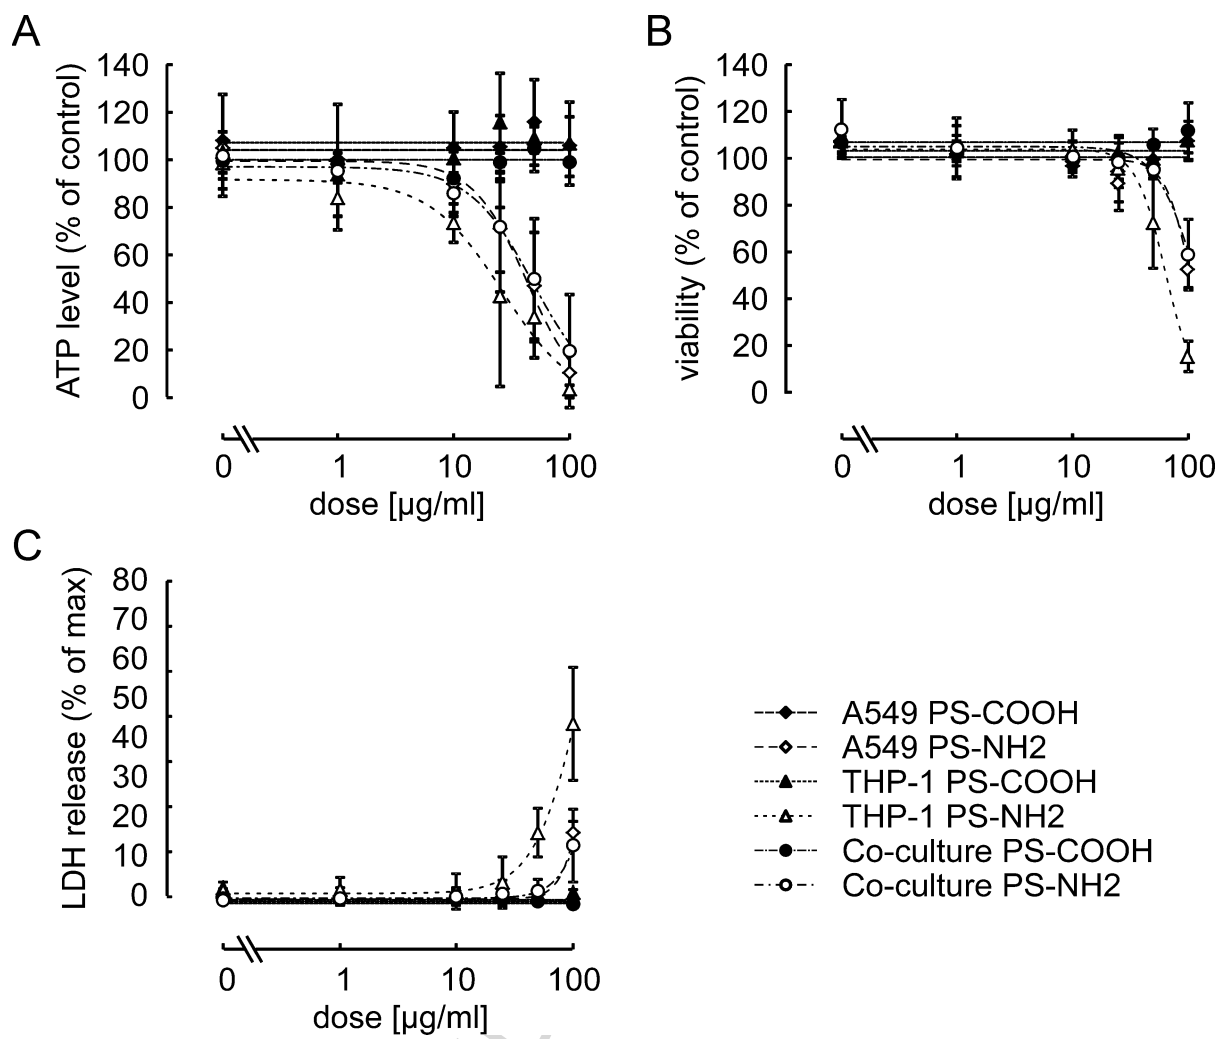 A
ATP level (% of control)
140
120
100
80
60
40
20
0
0 1 10 100
dose [µg/ml]
B
viability (% of control)
140
120
100
80
60
40
20
0
0 1 10 100
dose [µg/ml]
C
LDH release (% of max)
80
70
60
50
40
30
20
10
0
0 1 10 100
dose [µg/ml]
A549 PS-COOH
A549 PS-NH2
THP-1 PS-COOH
THP-1 PS-NH2
Co-culture PS-COOH
Co-culture PS-NH2